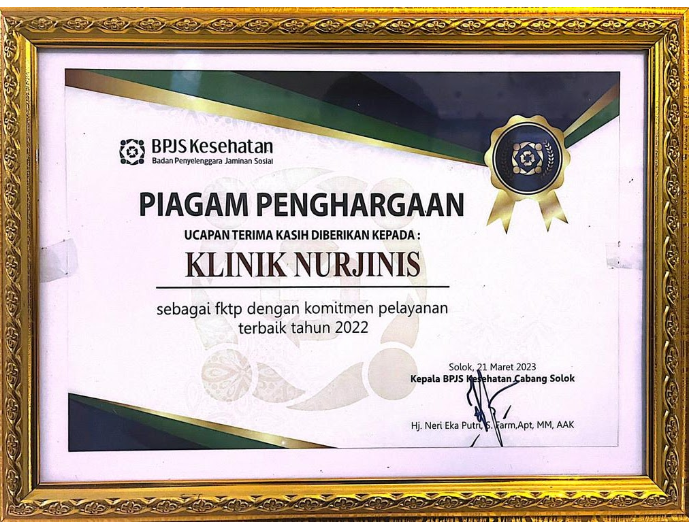 BPJS Kesehatan
Badan Penyelenggara Jaminan Sosial
PIAGAM PENGHARGAAN
UCAPAN TERIMA KASIH DIBERIKAN KEPADA :
KLINIK NURJINIS
sebagai fktp dengan komitmen pelayanan
terbaik tahun 2022
Solok, 21 Maret 2023
Kepala BPJS Kesehatan Cabang Solok
Hj. Neri Eka Putri, S. Farm,Apt, MM, AAK